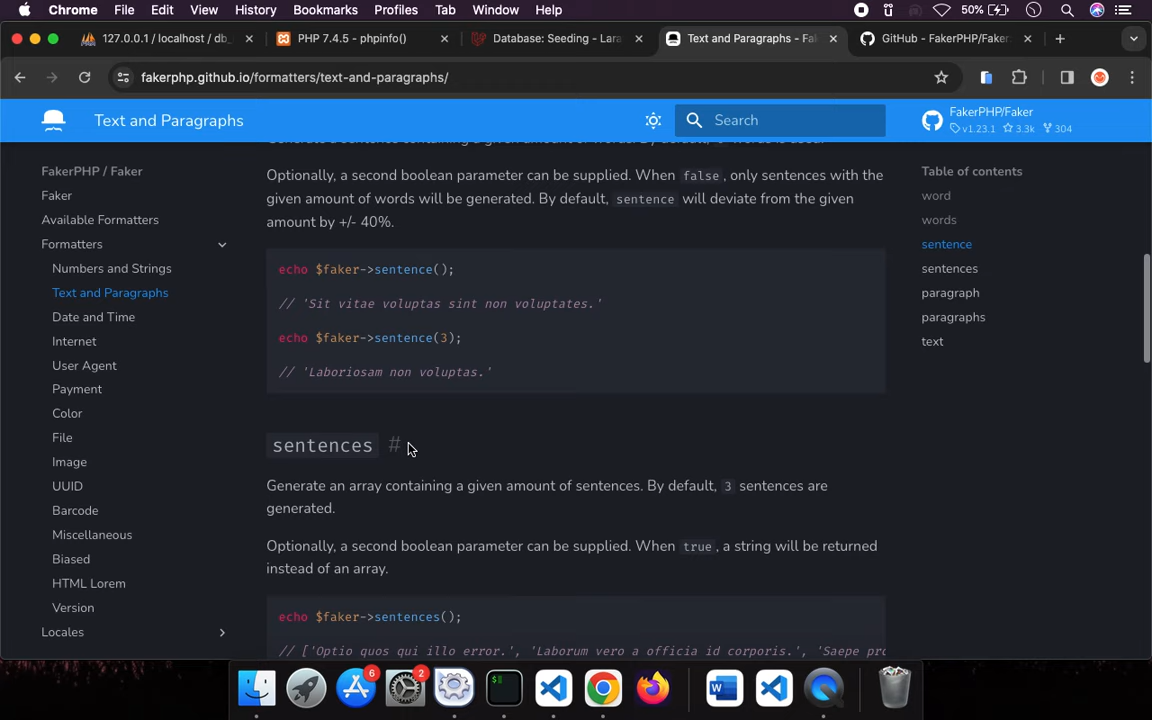 Chrome File Edit View History Bookmarks Profiles Tab Window Help 50%
127.0.0.1 / localhost / db_ PHP 7.4.5 - phpinfo() Database: Seeding - Lara Text and Paragraphs - Fa GitHub - FakerPHP/Faker:
fakerphp.github.io/formatters/text-and-paragraphs/
Text and Paragraphs
Search
FakerPHP/Faker
v1.23.1 3.3k 304
FakerPHP / Faker
Faker
Available Formatters
Formatters
Numbers and Strings
Text and Paragraphs
Date and Time
Internet
User Agent
Payment
Color
File
Image
UUID
Barcode
Miscellaneous
Biased
HTML Lorem
Version
Locales
Optionally, a second boolean parameter can be supplied. When false, only sentences with the
given amount of words will be generated. By default, sentence will deviate from the given
amount by +/- 40%.
echo $faker->sentence();
// 'Sit vitae voluptas sint non voluptates.'
echo $faker->sentence(3);
// 'Laboriosam non voluptas.'
sentences #
Generate an array containing a given amount of sentences. By default, 3 sentences are
generated.
Optionally, a second boolean parameter can be supplied. When true, a string will be returned
instead of an array.
echo $faker->sentences();
// ['Optio quos qui illo error.', 'Laborum vero a officia id corporis.', 'Saepe pro
Table of contents
word
words
sentence
sentences
paragraph
paragraphs
text
6
2